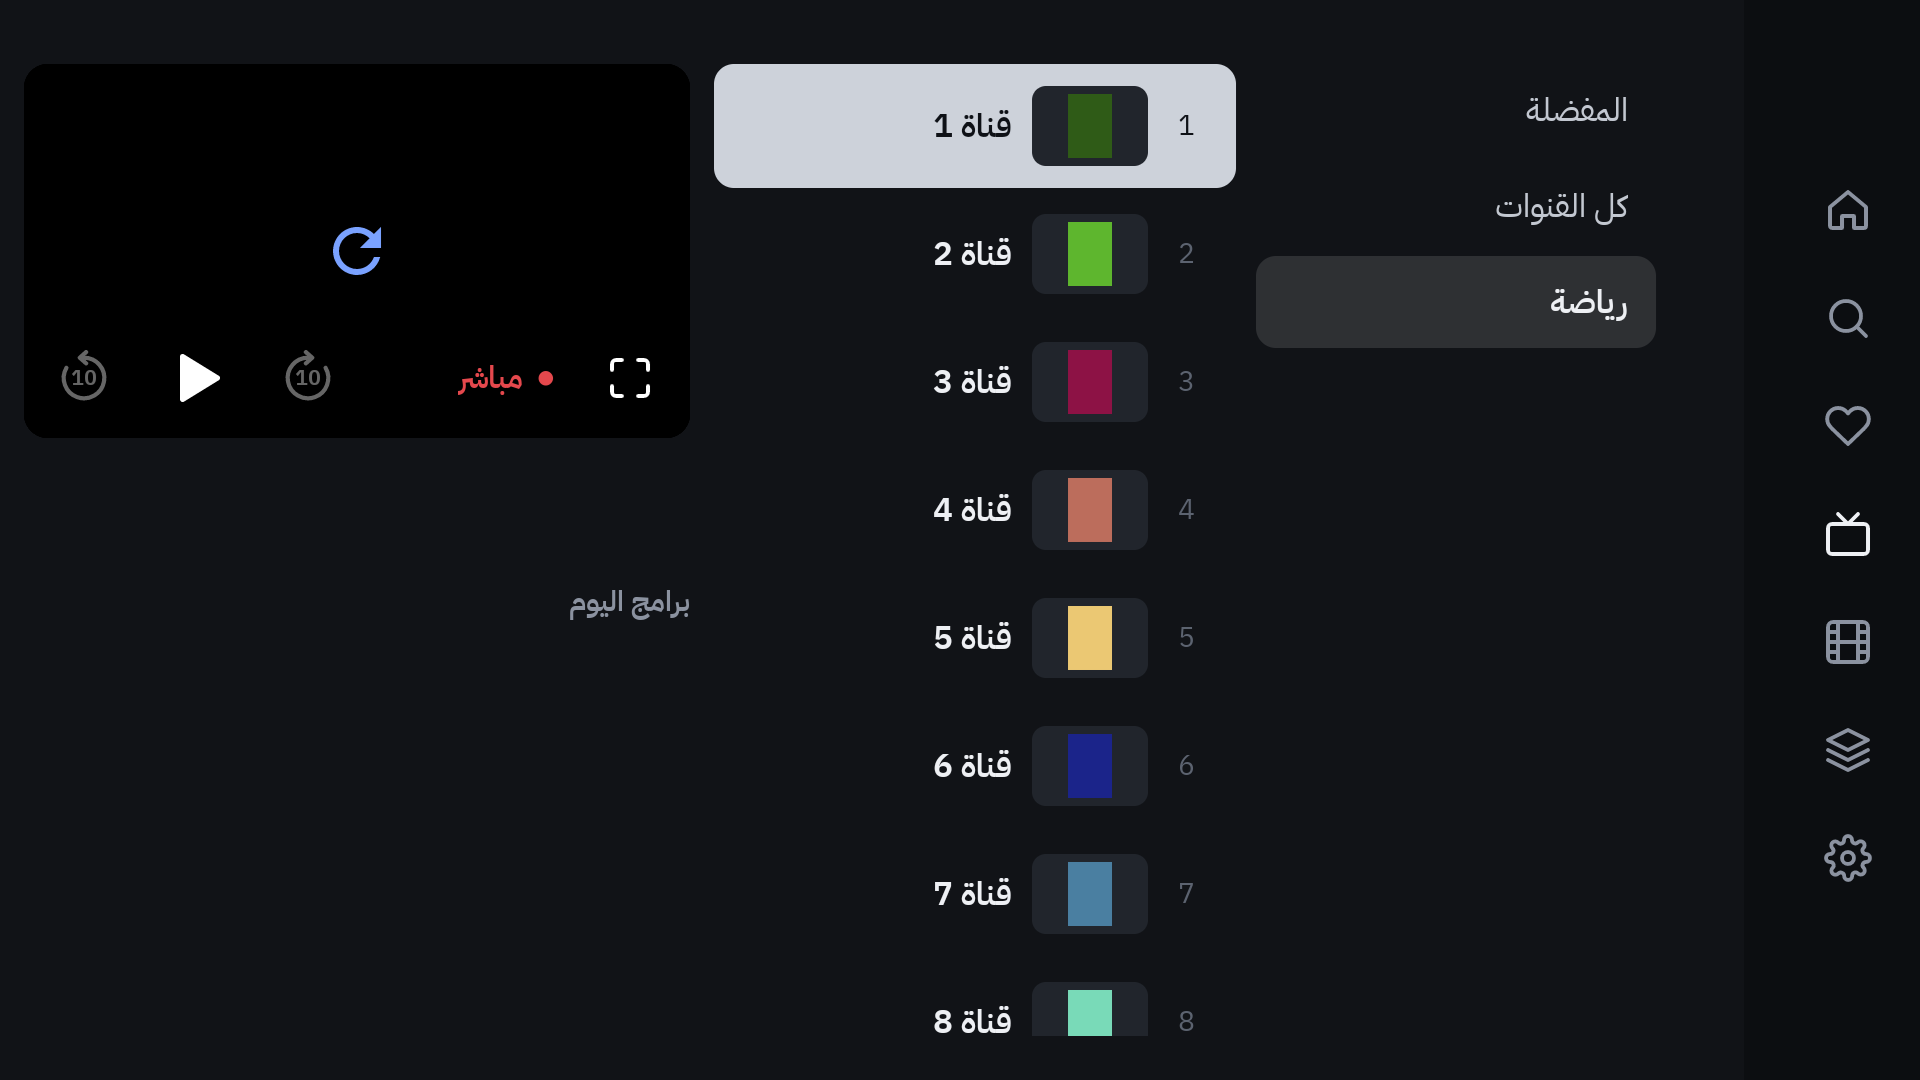 المفضلة
كل القنوات
رياضة
1 قناة 1
2 قناة 2
3 قناة 3
4 قناة 4
5 قناة 5
6 قناة 6
7 قناة 7
8 قناة 8
10 10 مباشر
برامج اليوم